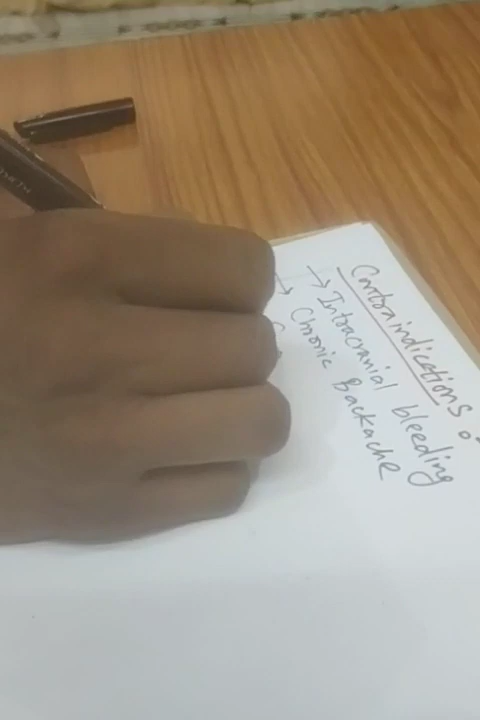 Contraindications :
→ Intracranial bleeding
→ Chronic Backache